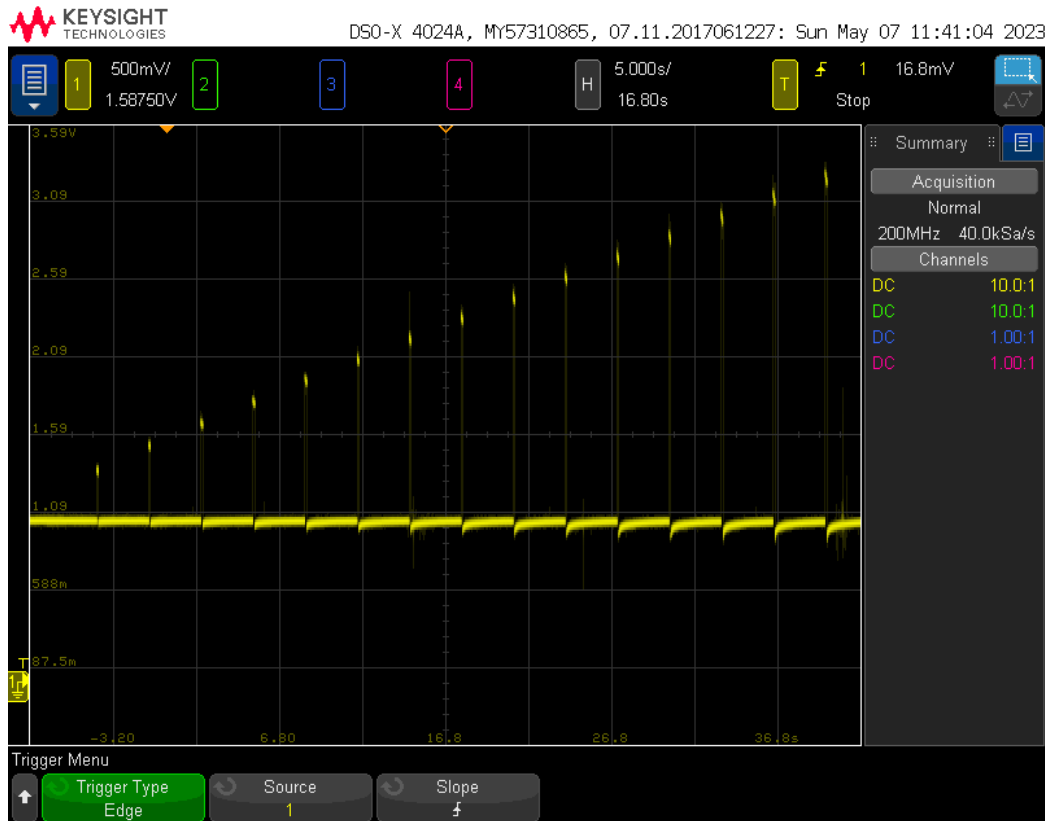 KEYSIGHT
TECHNOLOGIES
DSO-X 4024A, MY57310865, 07.11.2017061227: Sun May 07 11:41:04 2023
1 500mV/ 2 3 4 H 5.000s/ T 1 16.8mV
1.58750V 16.80s Stop
3.59V
3.09
2.59
2.09
1.59
1.09
588m
T 87.5m
1
-3.20 6.80 16.8 26.8 36.8s
Summary
Acquisition
Normal
200MHz 40.0kSa/s
Channels
DC 10.0:1
DC 10.0:1
DC 1.00:1
DC 1.00:1
Trigger Menu
Trigger Type Source Slope
Edge 1